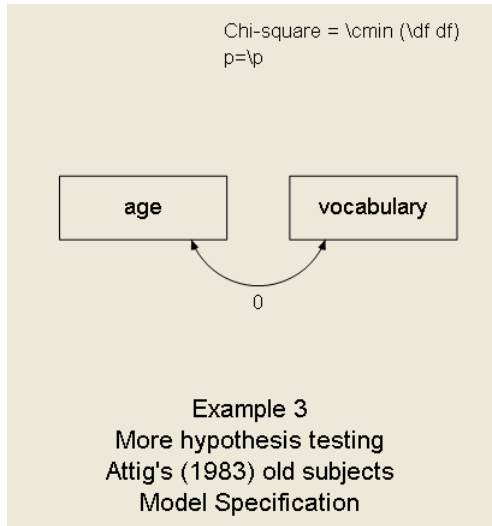 Chi-square = \cmin (\df df)
p=\p
age
vocabulary
0
Example 3
More hypothesis testing
Attig's (1983) old subjects
Model Specification